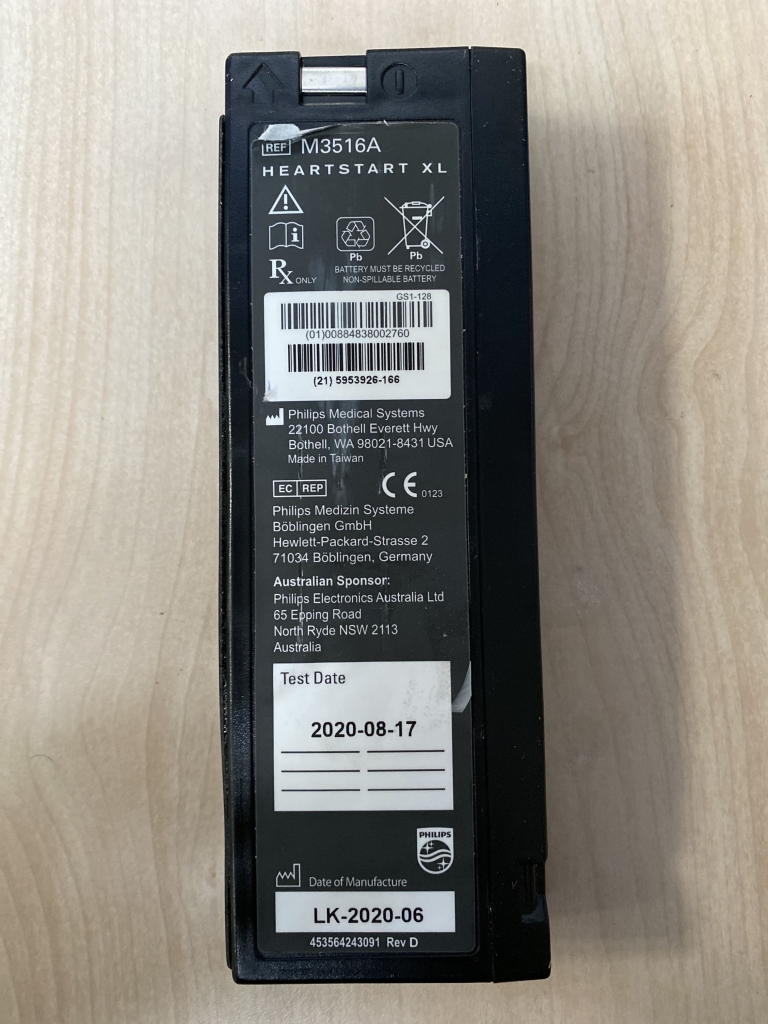 REF M3516A
HEARTSTART XL
Pb
Pb
Rx ONLY
BATTERY MUST BE RECYCLED
NON-SPILLABLE BATTERY
GS1-128
(01)00884838002760
(21) 5953926-166
Philips Medical Systems
22100 Bothell Everett Hwy
Bothell, WA 98021-8431 USA
Made in Taiwan
EC REP
CE 0123
Philips Medizin Systeme
Böblingen GmbH
Hewlett-Packard-Strasse 2
71034 Böblingen, Germany
Australian Sponsor:
Philips Electronics Australia Ltd
65 Epping Road
North Ryde NSW 2113
Australia
Test Date
2020-08-17
PHILIPS
Date of Manufacture
LK-2020-06
453564243091 Rev D